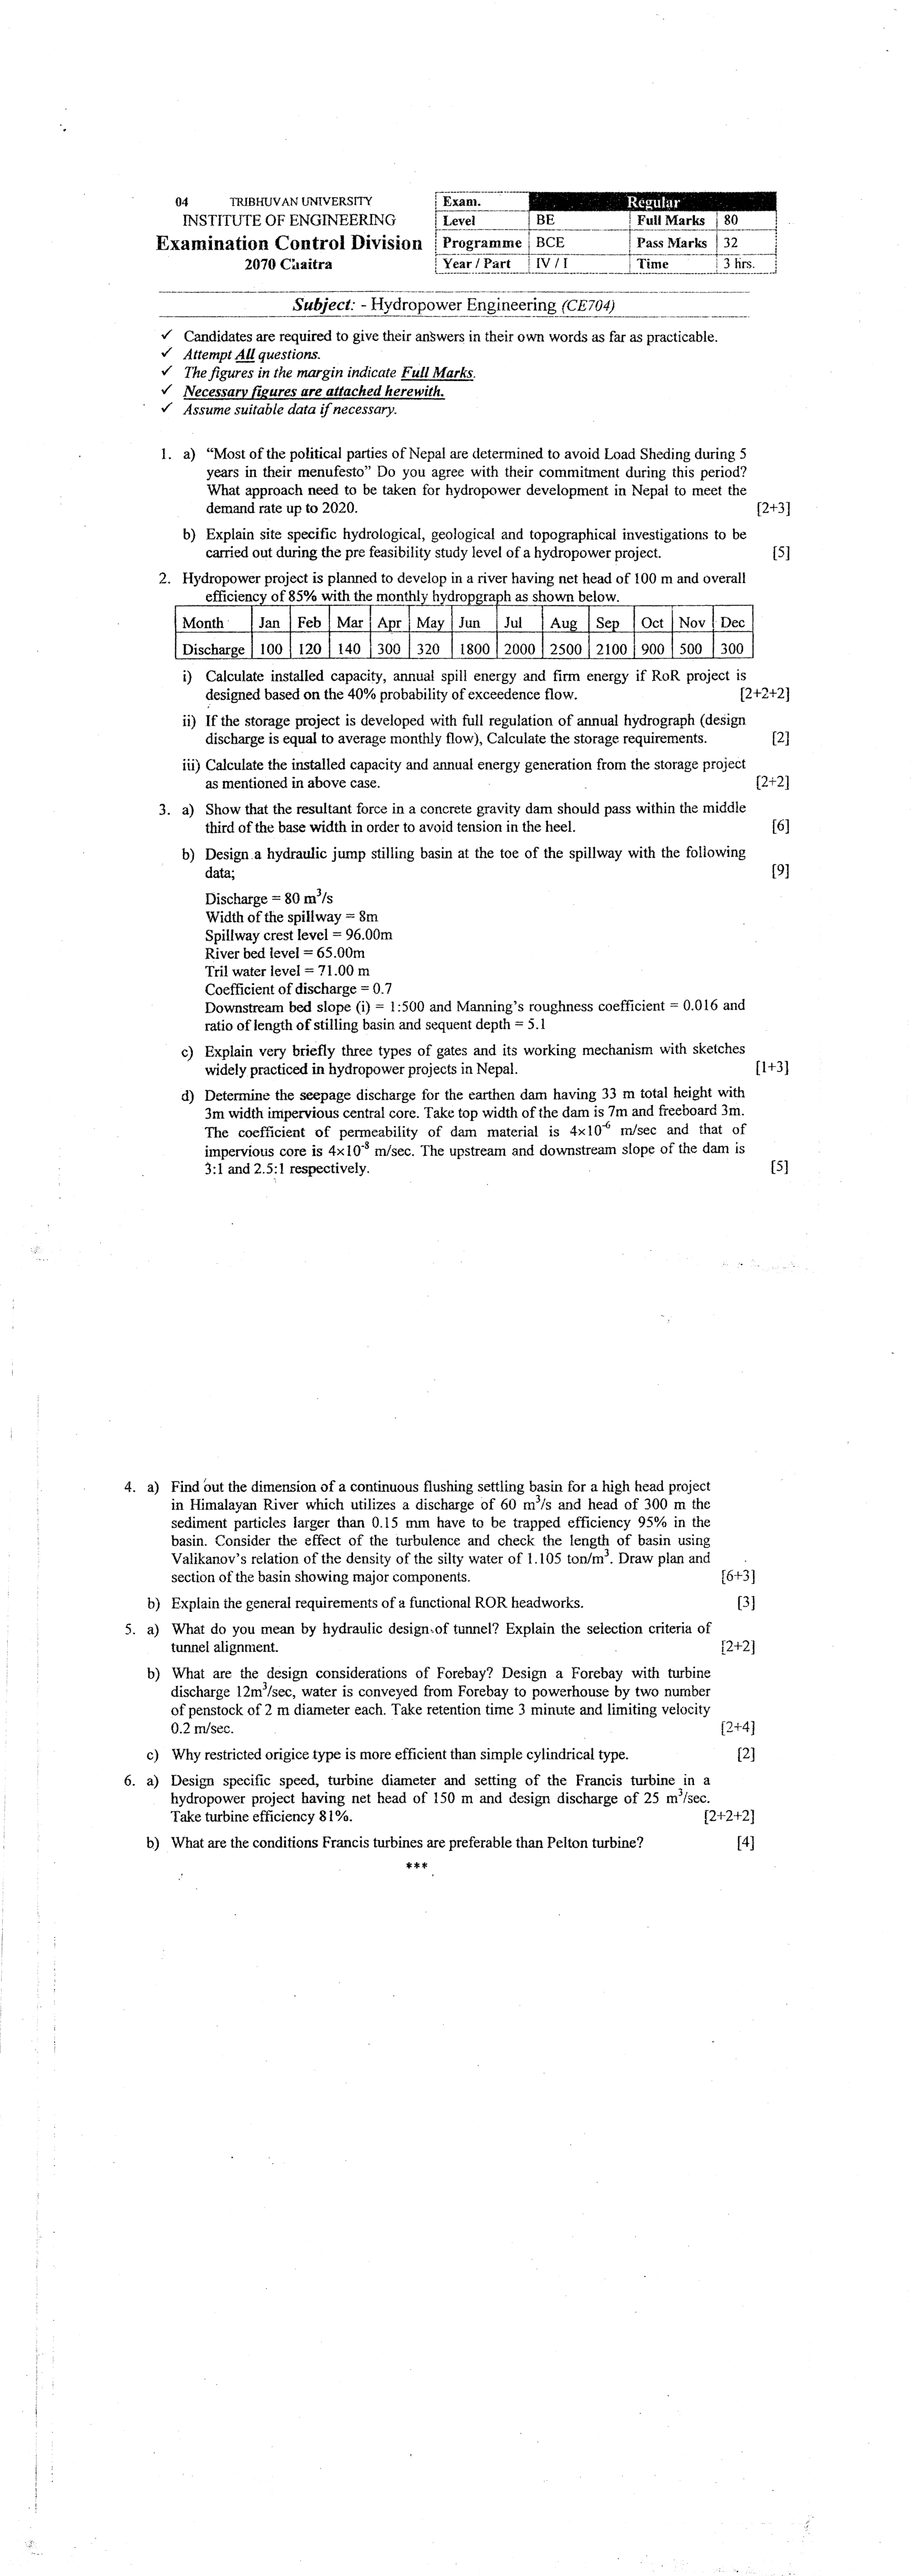 04 TRIBHUVAN UNIVERSITY
INSTITUTE OF ENGINEERING
Examination Control Division
2070 Chaitra
Exam. Regular
Level BE Full Marks 80
Programme BCE Pass Marks 32
Year / Part IV / I Time 3 hrs.
Subject: - Hydropower Engineering (CE704)
✓ Candidates are required to give their answers in their own words as far as practicable.
✓ Attempt All questions.
✓ The figures in the margin indicate Full Marks.
✓ Necessary figures are attached herewith.
✓ Assume suitable data if necessary.
1. a) “Most of the political parties of Nepal are determined to avoid Load Sheding during 5
years in their menufesto” Do you agree with their commitment during this period?
What approach need to be taken for hydropower development in Nepal to meet the
demand rate up to 2020. [2+3]
b) Explain site specific hydrological, geological and topographical investigations to be
carried out during the pre feasibility study level of a hydropower project. [5]
2. Hydropower project is planned to develop in a river having net head of 100 m and overall
efficiency of 85% with the monthly hydropgraph as shown below.
Month Jan Feb Mar Apr May Jun Jul Aug Sep Oct Nov Dec
Discharge 100 120 140 300 320 1800 2000 2500 2100 900 500 300
i) Calculate installed capacity, annual spill energy and firm energy if RoR project is
designed based on the 40% probability of exceedence flow. [2+2+2]
ii) If the storage project is developed with full regulation of annual hydrograph (design
discharge is equal to average monthly flow), Calculate the storage requirements. [2]
iii) Calculate the installed capacity and annual energy generation from the storage project
as mentioned in above case. [2+2]
3. a) Show that the resultant force in a concrete gravity dam should pass within the middle
third of the base width in order to avoid tension in the heel. [6]
b) Design a hydraulic jump stilling basin at the toe of the spillway with the following
data; [9]
Discharge = 80 m³/s
Width of the spillway = 8m
Spillway crest level = 96.00m
River bed level = 65.00m
Tril water level = 71.00 m
Coefficient of discharge = 0.7
Downstream bed slope (i) = 1:500 and Manning's roughness coefficient = 0.016 and
ratio of length of stilling basin and sequent depth = 5.1
c) Explain very briefly three types of gates and its working mechanism with sketches
widely practiced in hydropower projects in Nepal. [1+3]
d) Determine the seepage discharge for the earthen dam having 33 m total height with
3m width impervious central core. Take top width of the dam is 7m and freeboard 3m.
The coefficient of permeability of dam material is 4×10⁻⁶ m/sec and that of
impervious core is 4×10⁻⁸ m/sec. The upstream and downstream slope of the dam is
3:1 and 2.5:1 respectively. [5]
4. a) Find out the dimension of a continuous flushing settling basin for a high head project
in Himalayan River which utilizes a discharge of 60 m³/s and head of 300 m the
sediment particles larger than 0.15 mm have to be trapped efficiency 95% in the
basin. Consider the effect of the turbulence and check the length of basin using
Valikanov's relation of the density of the silty water of 1.105 ton/m³. Draw plan and
section of the basin showing major components. [6+3]
b) Explain the general requirements of a functional ROR headworks. [3]
5. a) What do you mean by hydraulic design of tunnel? Explain the selection criteria of
tunnel alignment. [2+2]
b) What are the design considerations of Forebay? Design a Forebay with turbine
discharge 12m³/sec, water is conveyed from Forebay to powerhouse by two number
of penstock of 2 m diameter each. Take retention time 3 minute and limiting velocity
0.2 m/sec. [2+4]
c) Why restricted origice type is more efficient than simple cylindrical type. [2]
6. a) Design specific speed, turbine diameter and setting of the Francis turbine in a
hydropower project having net head of 150 m and design discharge of 25 m³/sec.
Take turbine efficiency 81%. [2+2+2]
b) What are the conditions Francis turbines are preferable than Pelton turbine? [4]
***